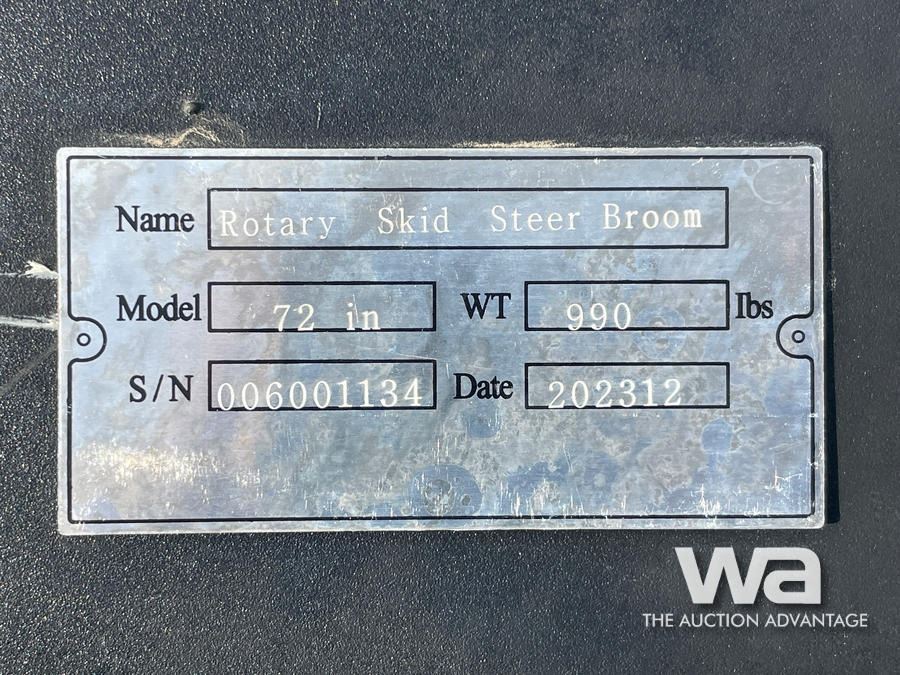 Name Rotary Skid Steer Broom
Model 72 in WT 990 lbs
S/N 006001134 Date 202312
wa
THE AUCTION ADVANTAGE